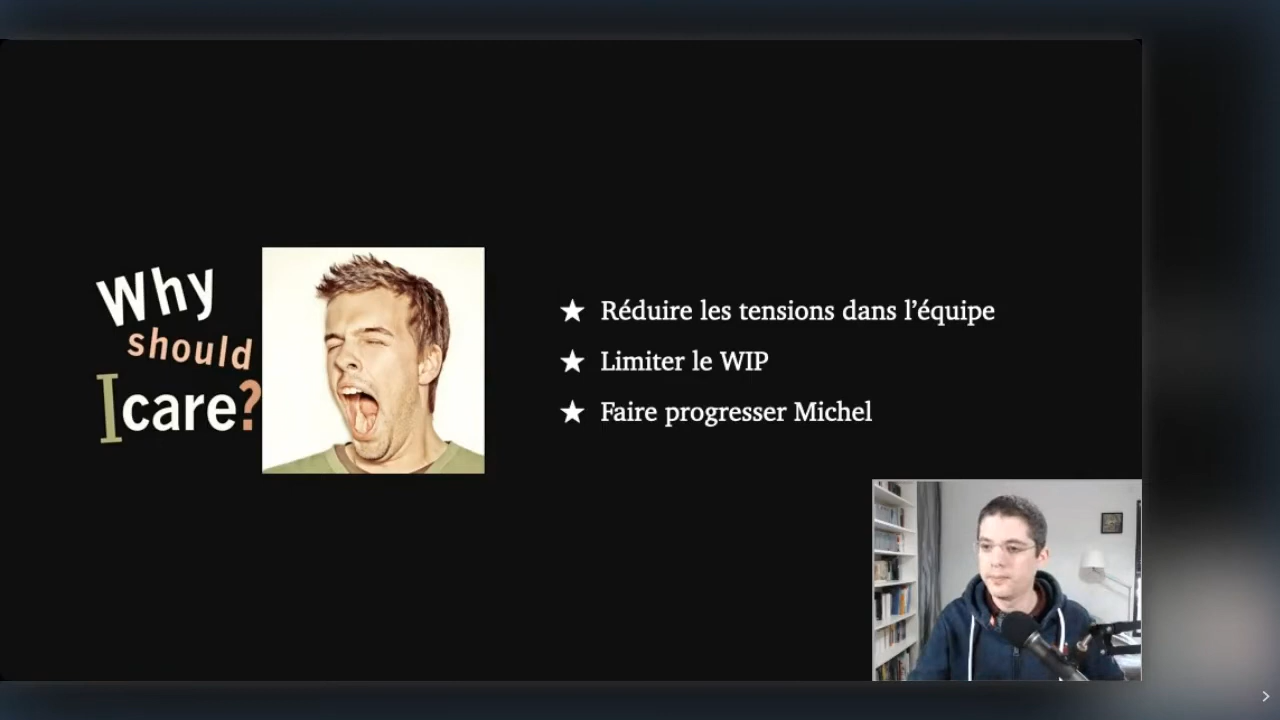 Why
should
I care?
★ Réduire les tensions dans l’équipe
★ Limiter le WIP
★ Faire progresser Michel